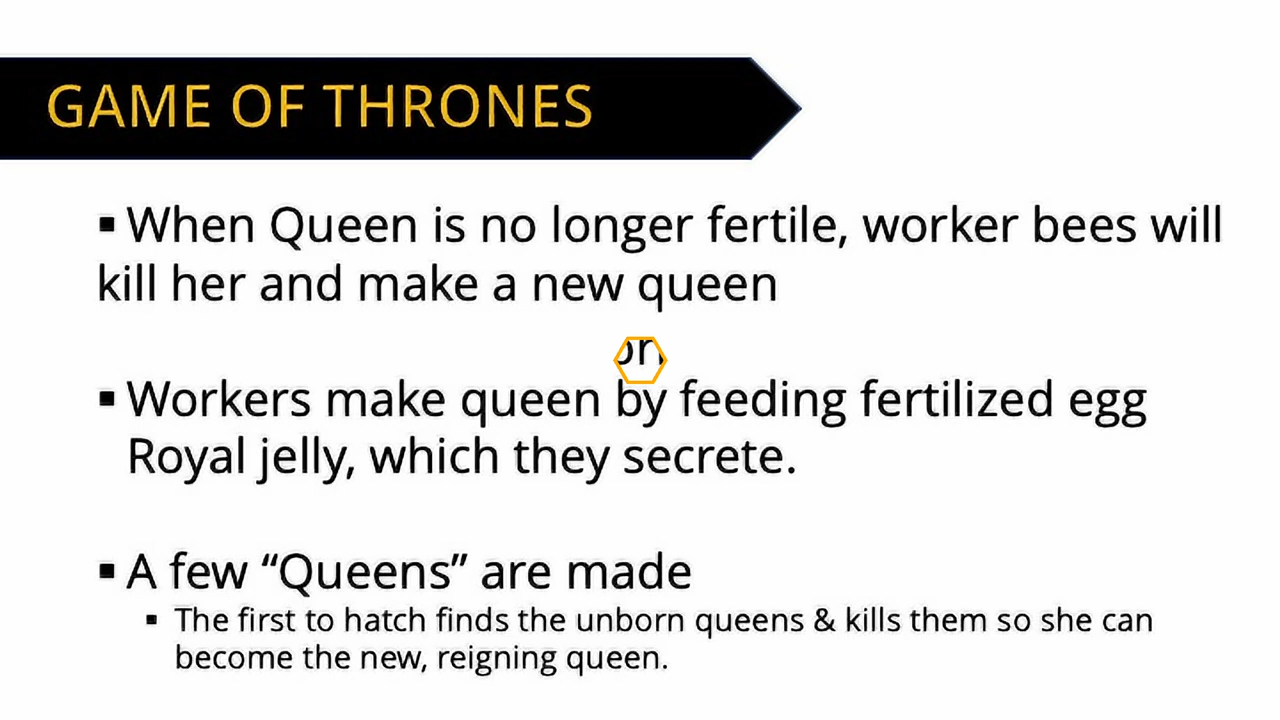 GAME OF THRONES
▪ When Queen is no longer fertile, worker bees will
kill her and make a new queen
▪ Workers make queen by feeding fertilized egg
Royal jelly, which they secrete.
▪ A few “Queens” are made
▪ The first to hatch finds the unborn queens & kills them so she can
become the new, reigning queen.